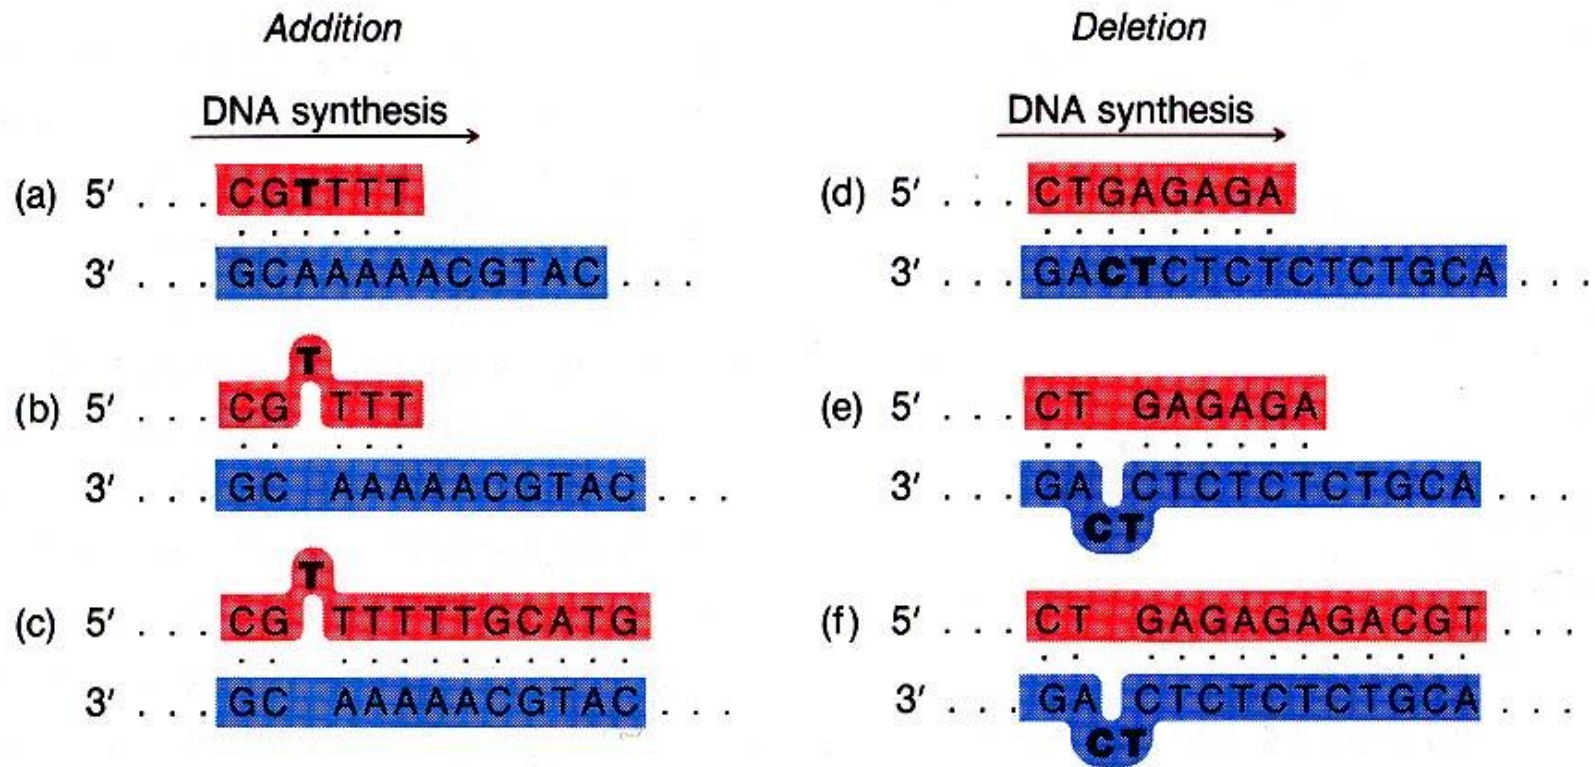 Addition
DNA synthesis
(a) 5′ . . . CGTTTT
3′ . . . GCAAAAACGTAC . . .
T
(b) 5′ . . . CG TTT
3′ . . . GC AAAAACGTAC . . .
T
(c) 5′ . . . CG TTTTTGCATG
3′ . . . GC AAAAACGTAC . . .
Deletion
DNA synthesis
(d) 5′ . . . CTGAGAGA
3′ . . . GACTCTCTCTCTGCA . . .
(e) 5′ . . . CT GAGAGA
3′ . . . GA CTCTCTCTGCA . . .
CT
(f) 5′ . . . CT GAGAGAGACGT . . .
3′ . . . GA CTCTCTCTGCA . . .
CT